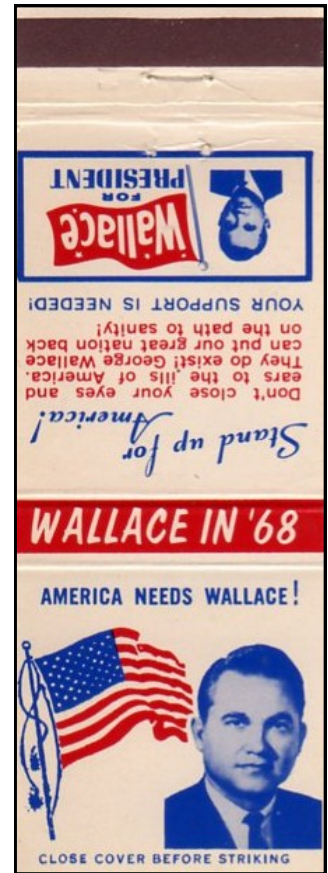 WALLACE
FOR
PRESIDENT
YOUR SUPPORT IS NEEDED!
Stand up for
America!
Don't close your eyes and
ears to the ills of America.
They do exist! George Wallace
can put our great nation back
on the path to sanity!
WALLACE IN '68
AMERICA NEEDS WALLACE!
CLOSE COVER BEFORE STRIKING